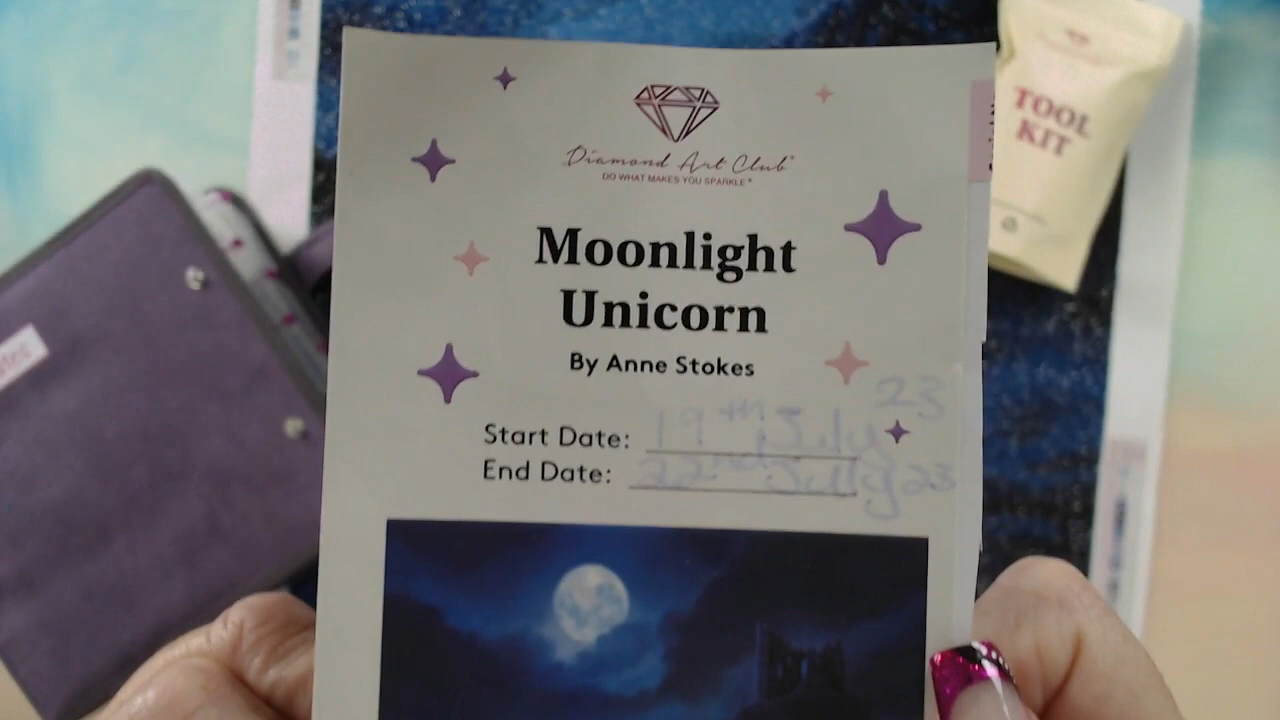 Diamond Art Club
DO WHAT MAKES YOU SPARKLE
TOOL
KIT
Moonlight
Unicorn
By Anne Stokes
Start Date: 19th July 23
End Date: 22nd July 23